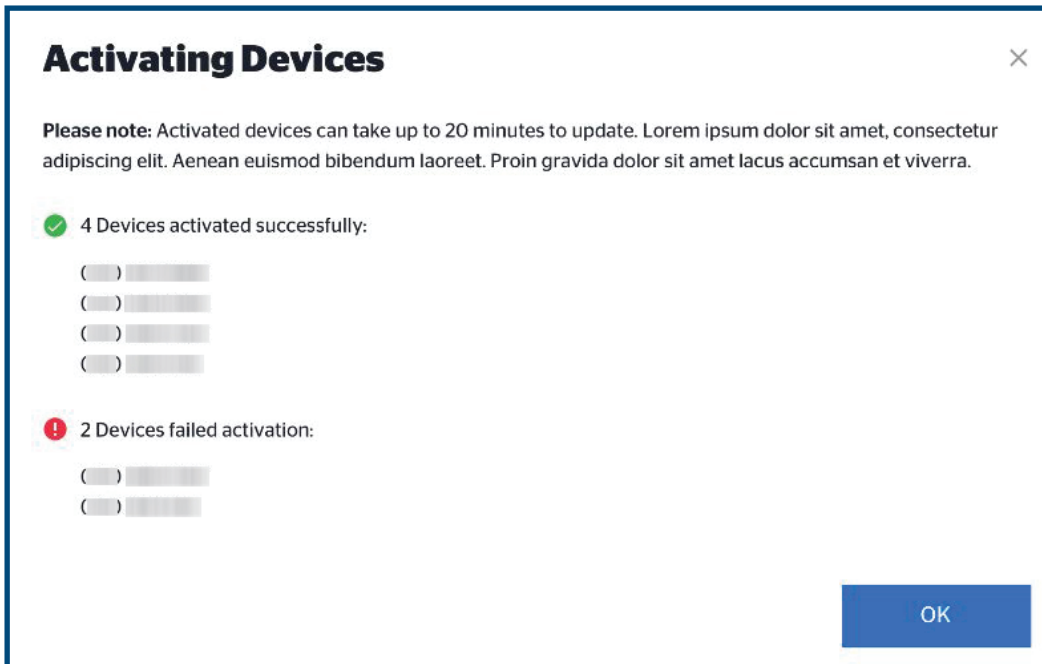 Activating Devices
Please note: Activated devices can take up to 20 minutes to update. Lorem ipsum dolor sit amet, consectetur
adipiscing elit. Aenean euismod bibendum laoreet. Proin gravida dolor sit amet lacus accumsan et viverra.
4 Devices activated successfully:
( )
( )
( )
( )
2 Devices failed activation:
( )
( )
OK